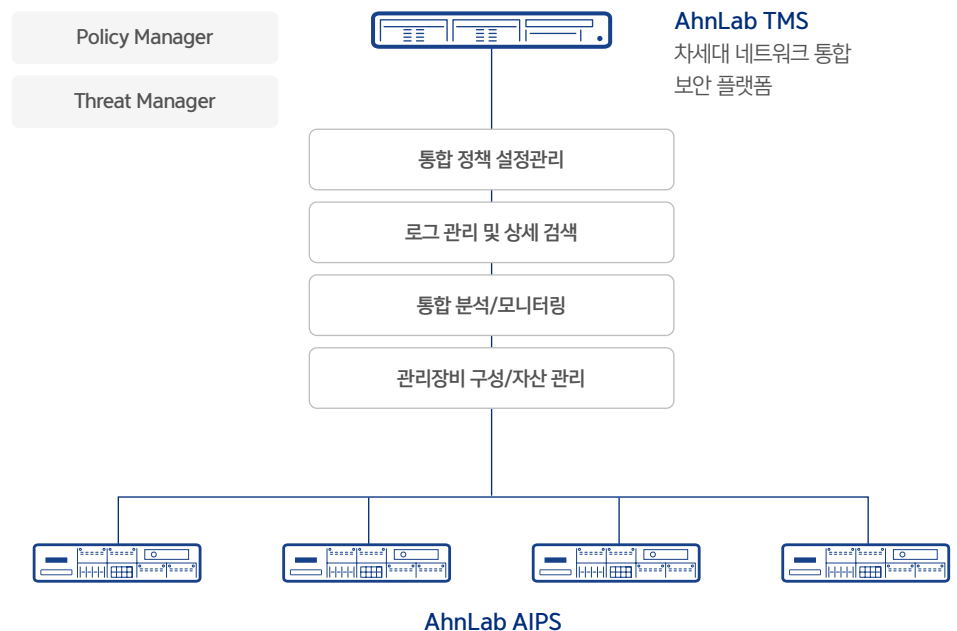 Policy Manager
Threat Manager
AhnLab TMS
차세대 네트워크 통합
보안 플랫폼
통합 정책 설정관리
로그 관리 및 상세 검색
통합 분석/모니터링
관리장비 구성/자산 관리
AhnLab AIPS